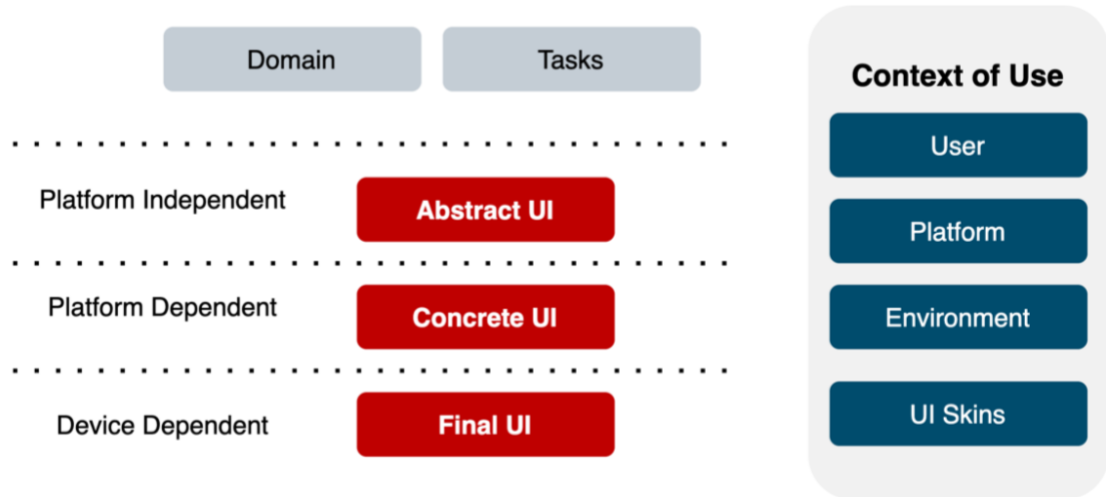 Domain
Tasks
Platform Independent
Abstract UI
Platform Dependent
Concrete UI
Device Dependent
Final UI
Context of Use
User
Platform
Environment
UI Skins